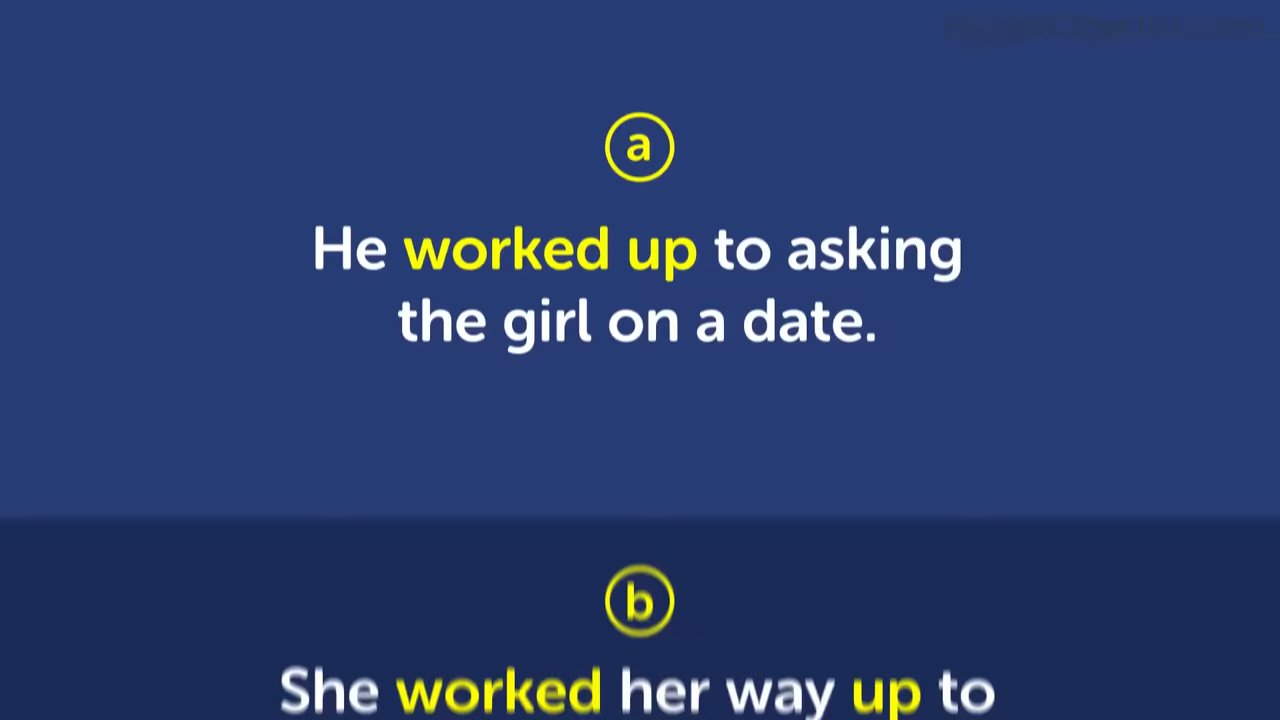 a
He worked up to asking
the girl on a date.
b
She worked her way up to